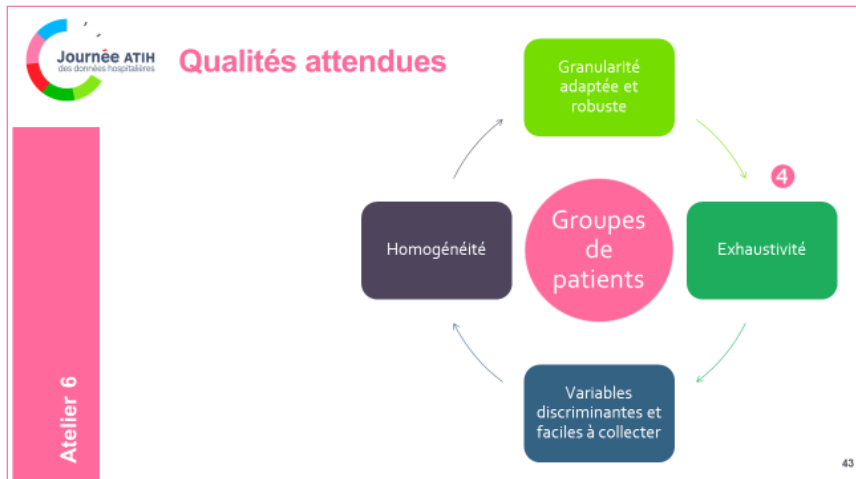 Journée ATIH
des données hospitalières
Qualités attendues
Granularité
adaptée et
robuste
4
Homogénéité
Groupes
de
patients
Exhaustivité
Variables
discriminantes et
faciles à collecter
Atelier 6
43